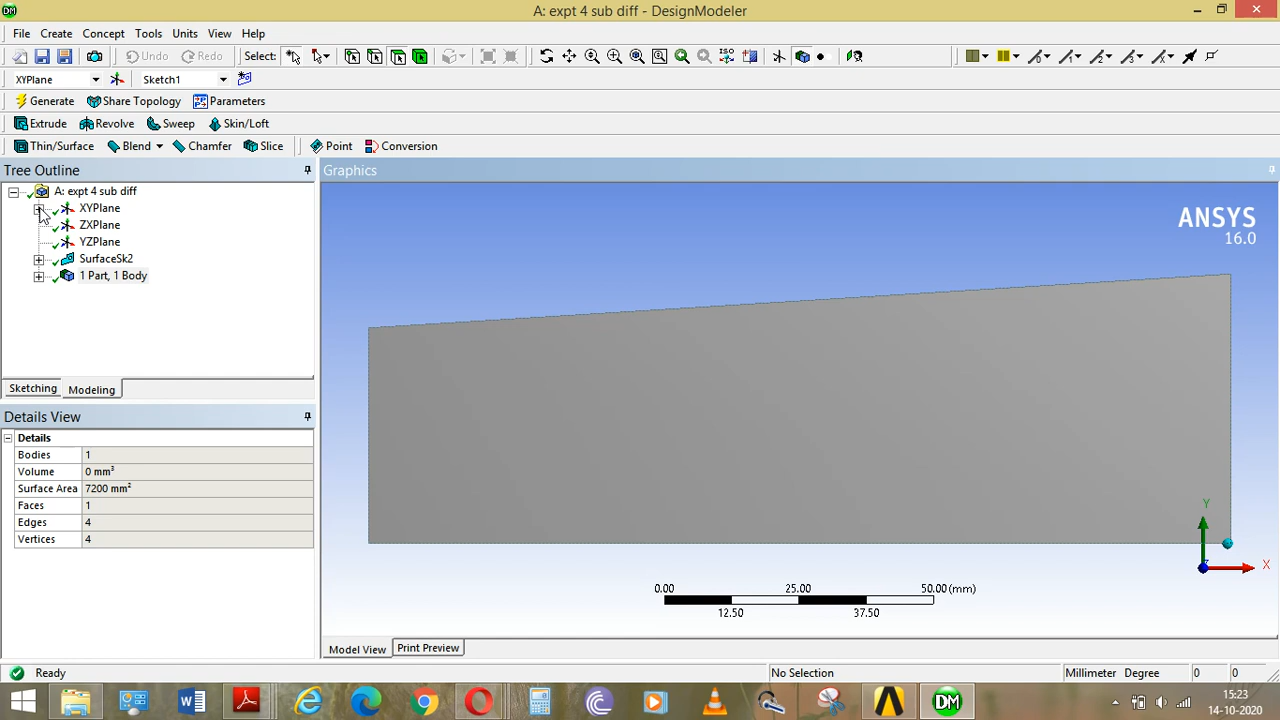 DM
A: expt 4 sub diff - DesignModeler
File Create Concept Tools Units View Help
Undo Redo Select:
XYPlane Sketch1
Generate Share Topology Parameters
Extrude Revolve Sweep Skin/Loft
Thin/Surface Blend Chamfer Slice Point Conversion
Tree Outline
A: expt 4 sub diff
XYPlane
ZXPlane
YZPlane
SurfaceSk2
1 Part, 1 Body
Sketching Modeling
Details View
Details
Bodies 1
Volume 0 mm³
Surface Area 7200 mm²
Faces 1
Edges 4
Vertices 4
Graphics
ANSYS
16.0
Y
X
0.00 25.00 50.00 (mm)
12.50 37.50
Model View Print Preview
Ready No Selection Millimeter Degree 0 0
DM
15:23
14-10-2020